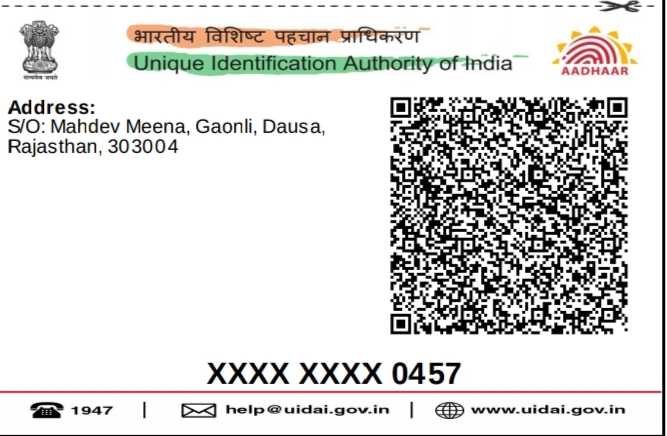 भारतीय विशिष्ट पहचान प्राधिकरण
Unique Identification Authority of India
सत्यमेव जयते
AADHAAR
Address:
S/O: Mahdev Meena, Gaonli, Dausa,
Rajasthan, 303004
XXXX XXXX 0457
1947 | help@uidai.gov.in | www.uidai.gov.in